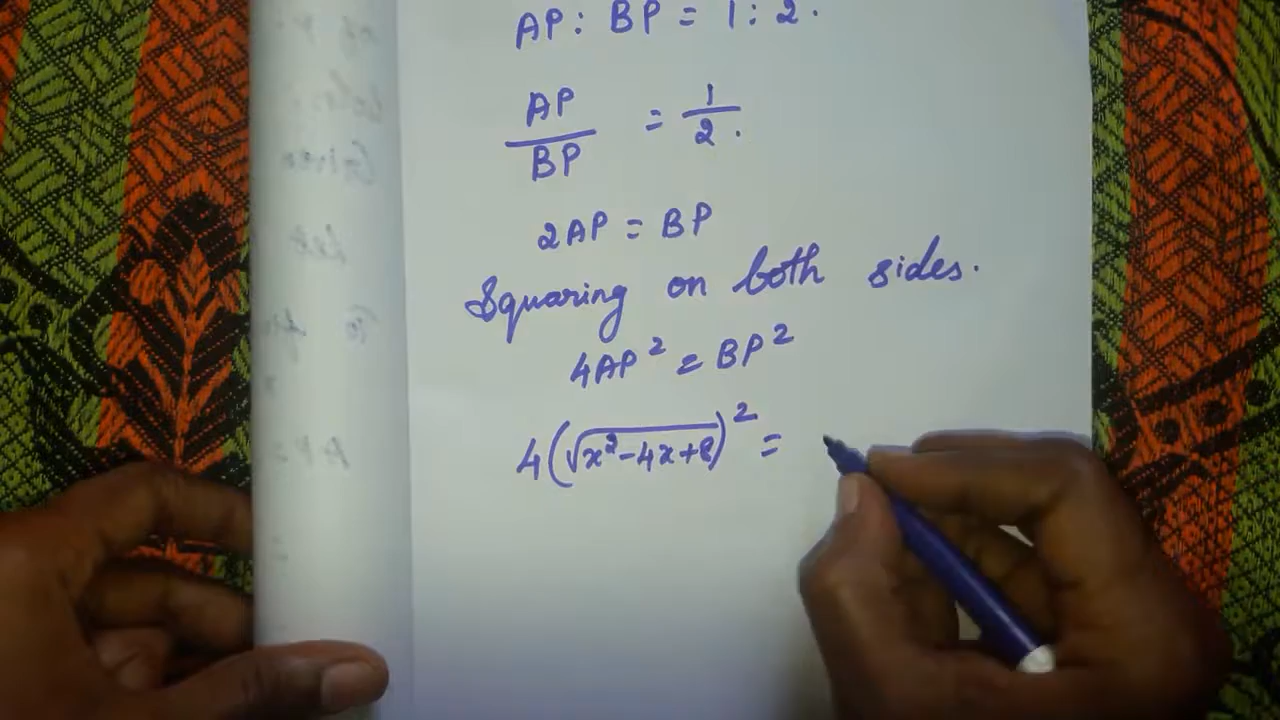 AP : BP = 1 : 2.
AP/BP = 1/2.
2AP = BP
Squaring on both sides.
4AP² = BP²
4(√x²-4x+8)² =